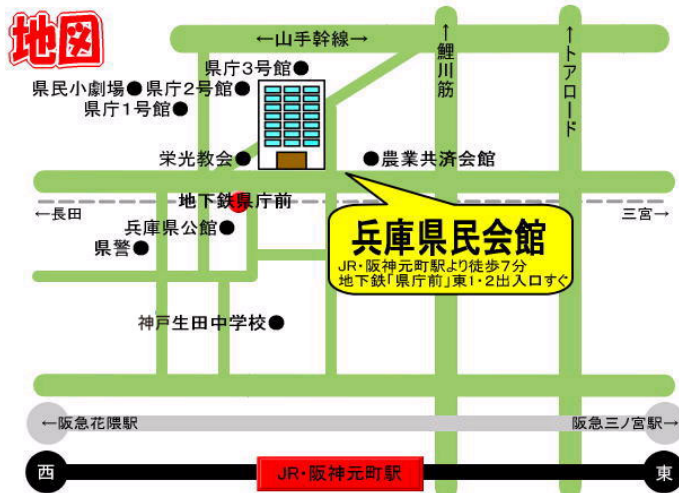 地図
←山手幹線→
↑鯉川筋
↑トアロード
県庁3号館●
県民小劇場●県庁2号館●
県庁1号館●
栄光教会●
●農業共済会館
地下鉄県庁前
←長田
三宮→
兵庫県公館●
県警●
兵庫県民会館
JR・阪神元町駅より徒歩7分
地下鉄「県庁前」東1・2出入口すぐ
神戸生田中学校●
←阪急花隈駅
阪急三ノ宮駅→
西
JR・阪神元町駅
東